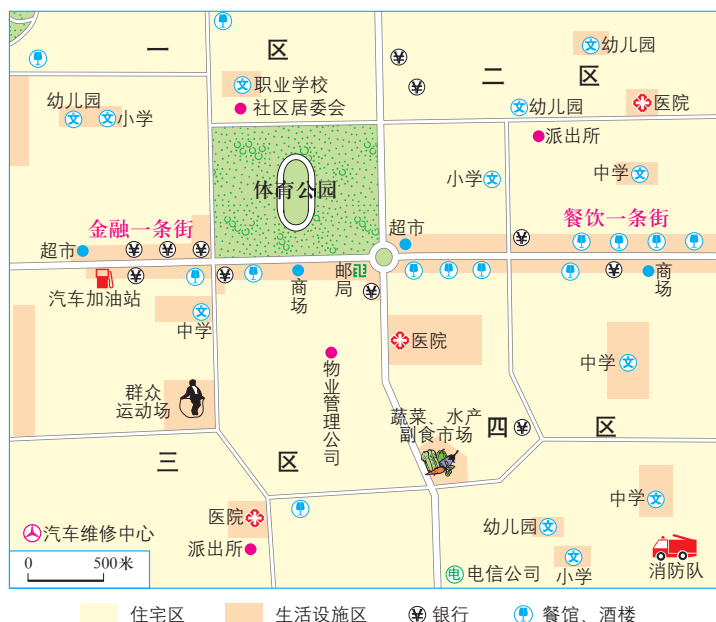 一区
二区
幼儿园
职业学校
社区居委会
幼儿园
小学
幼儿园
医院
派出所
体育公园
小学
中学
金融一条街
餐饮一条街
超市
超市
汽车加油站
商场
邮局
商场
中学
医院
物业管理公司
中学
群众
运动场
蔬菜、水产
副食市场
三区
四区
中学
医院
派出所
幼儿园
汽车维修中心
电信公司
小学
消防队
0 500米
住宅区 生活设施区 银行 餐馆、酒楼